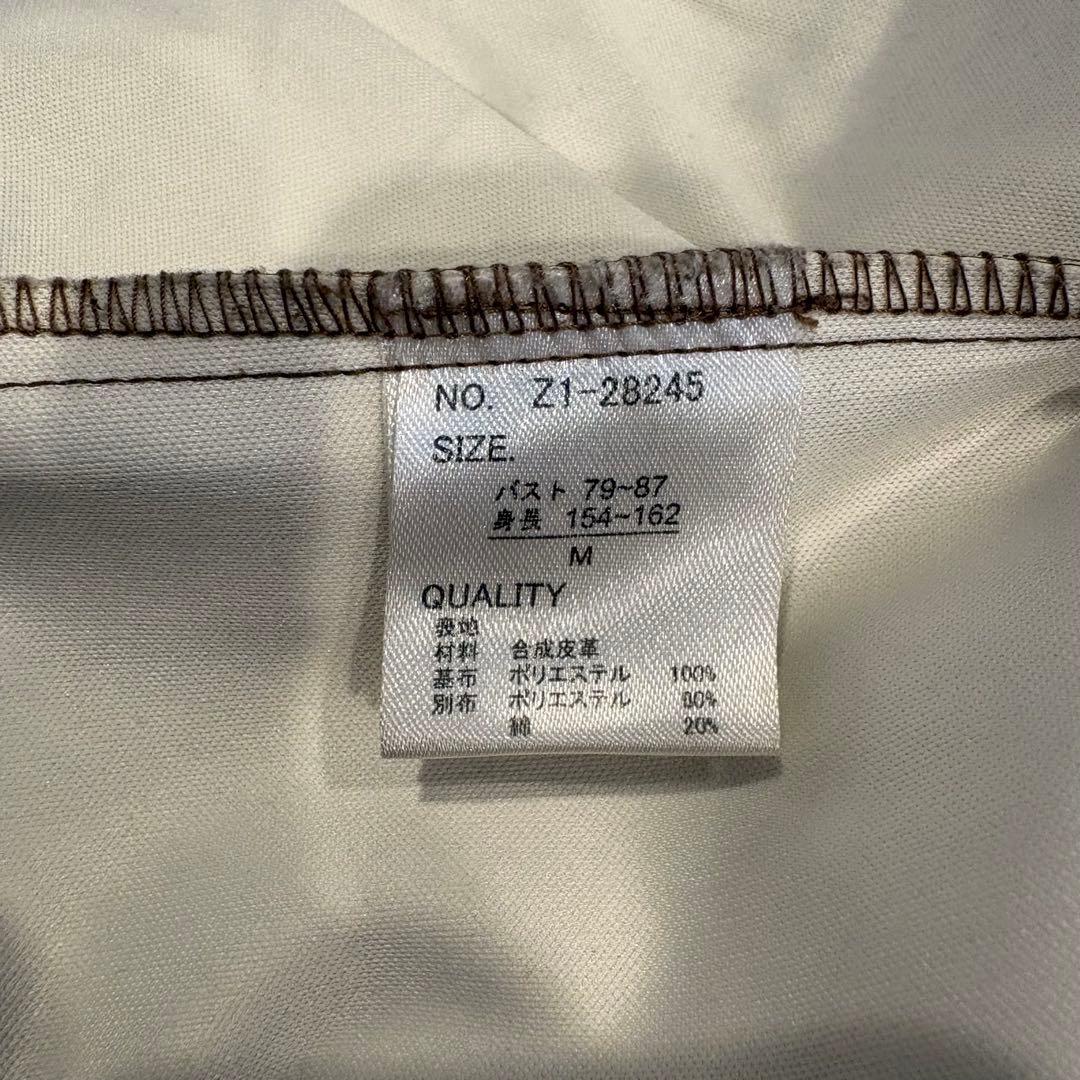 NO. Z1-28245
SIZE.
バスト 79~87
身長 154~162
M
QUALITY
表地
材料 合成皮革
基布 ポリエステル 100%
別布 ポリエステル 80%
綿 20%